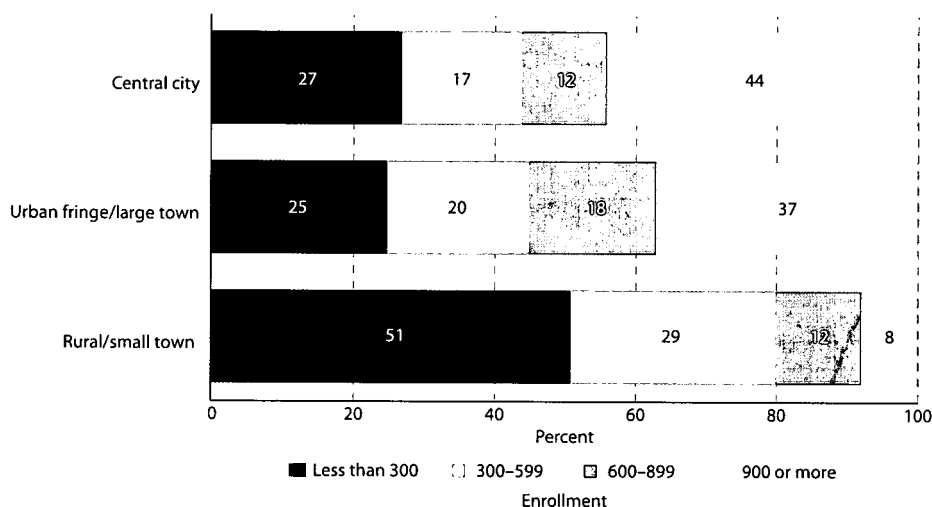 Central city
27 17 12 44
Urban fringe/large town
25 20 18 37
Rural/small town
51 29 12 8
0 20 40 60 80 100
Percent
Less than 300 300–599 600–899 900 or more
Enrollment